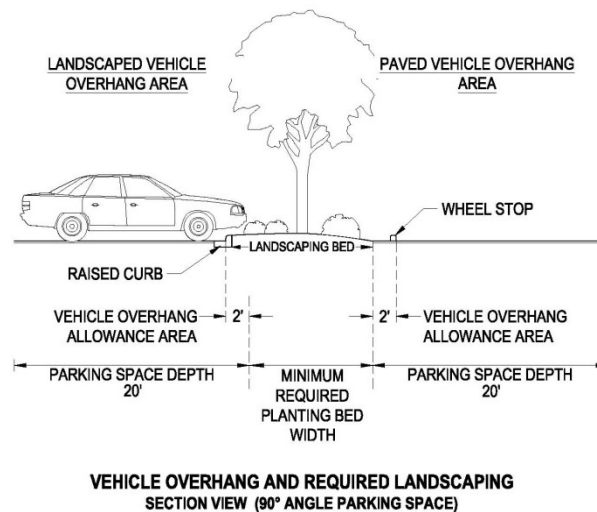 LANDSCAPED VEHICLE
OVERHANG AREA
PAVED VEHICLE OVERHANG
AREA
WHEEL STOP
LANDSCAPING BED
RAISED CURB
VEHICLE OVERHANG
ALLOWANCE AREA
2'
2'
VEHICLE OVERHANG
ALLOWANCE AREA
PARKING SPACE DEPTH
20'
MINIMUM
REQUIRED
PLANTING BED
WIDTH
PARKING SPACE DEPTH
20'
VEHICLE OVERHANG AND REQUIRED LANDSCAPING
SECTION VIEW (90° ANGLE PARKING SPACE)